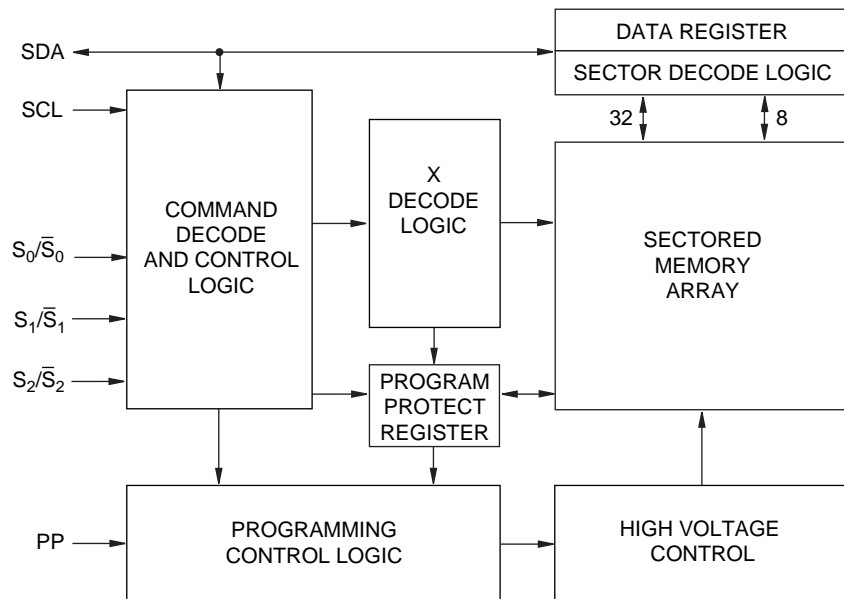 DATA REGISTER
SDA
SECTOR DECODE LOGIC
SCL
32
8
X
DECODE
LOGIC
COMMAND
DECODE
AND CONTROL
LOGIC
SECTORED
MEMORY
ARRAY
S₀/S̅₀
S₁/S̅₁
S₂/S̅₂
PROGRAM
PROTECT
REGISTER
PP
PROGRAMMING
CONTROL LOGIC
HIGH VOLTAGE
CONTROL